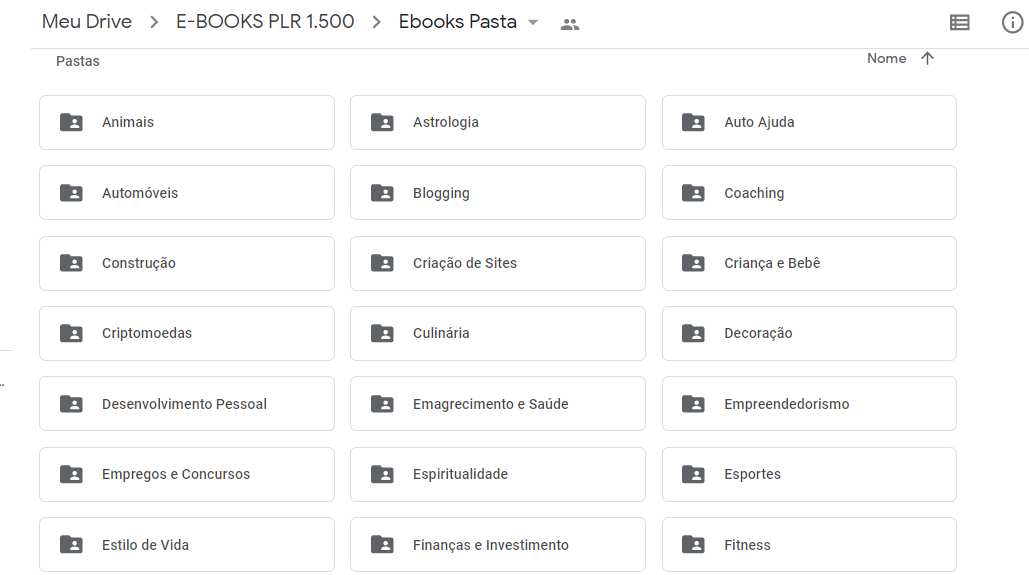 Meu Drive > E-BOOKS PLR 1.500 > Ebooks Pasta
Pastas Nome
Animais Astrologia Auto Ajuda
Automóveis Blogging Coaching
Construção Criação de Sites Criança e Bebê
Criptomoedas Culinária Decoração
Desenvolvimento Pessoal Emagrecimento e Saúde Empreendedorismo
Empregos e Concursos Espiritualidade Esportes
Estilo de Vida Finanças e Investimento Fitness